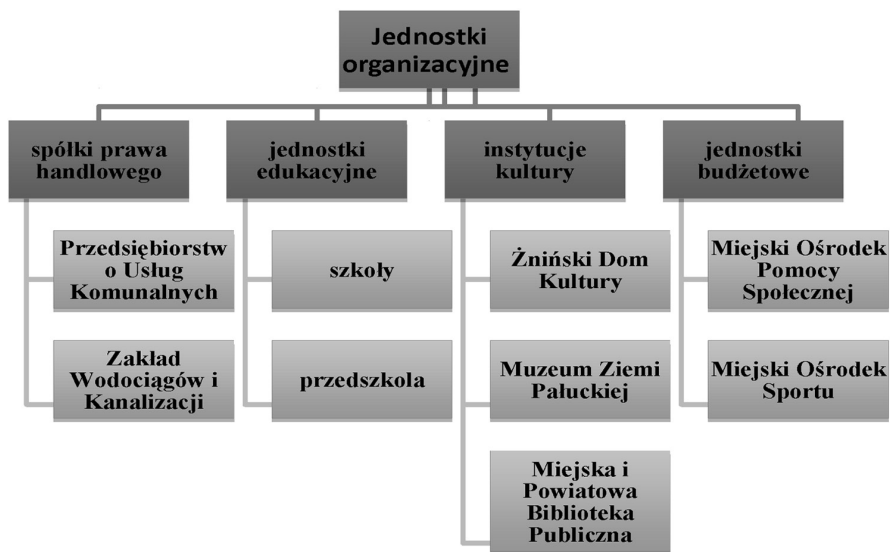 Jednostki
organizacyjne
spółki prawa
handlowego
jednostki
edukacyjne
instytucje
kultury
jednostki
budżetowe
Przedsiębiorstw
o Usług
Komunalnych
szkoły
Żniński Dom
Kultury
Miejski Ośrodek
Pomocy
Społecznej
Zakład
Wodociągów i
Kanalizacji
przedszkola
Muzeum Ziemi
Pałuckiej
Miejski Ośrodek
Sportu
Miejska i
Powiatowa
Biblioteka
Publiczna